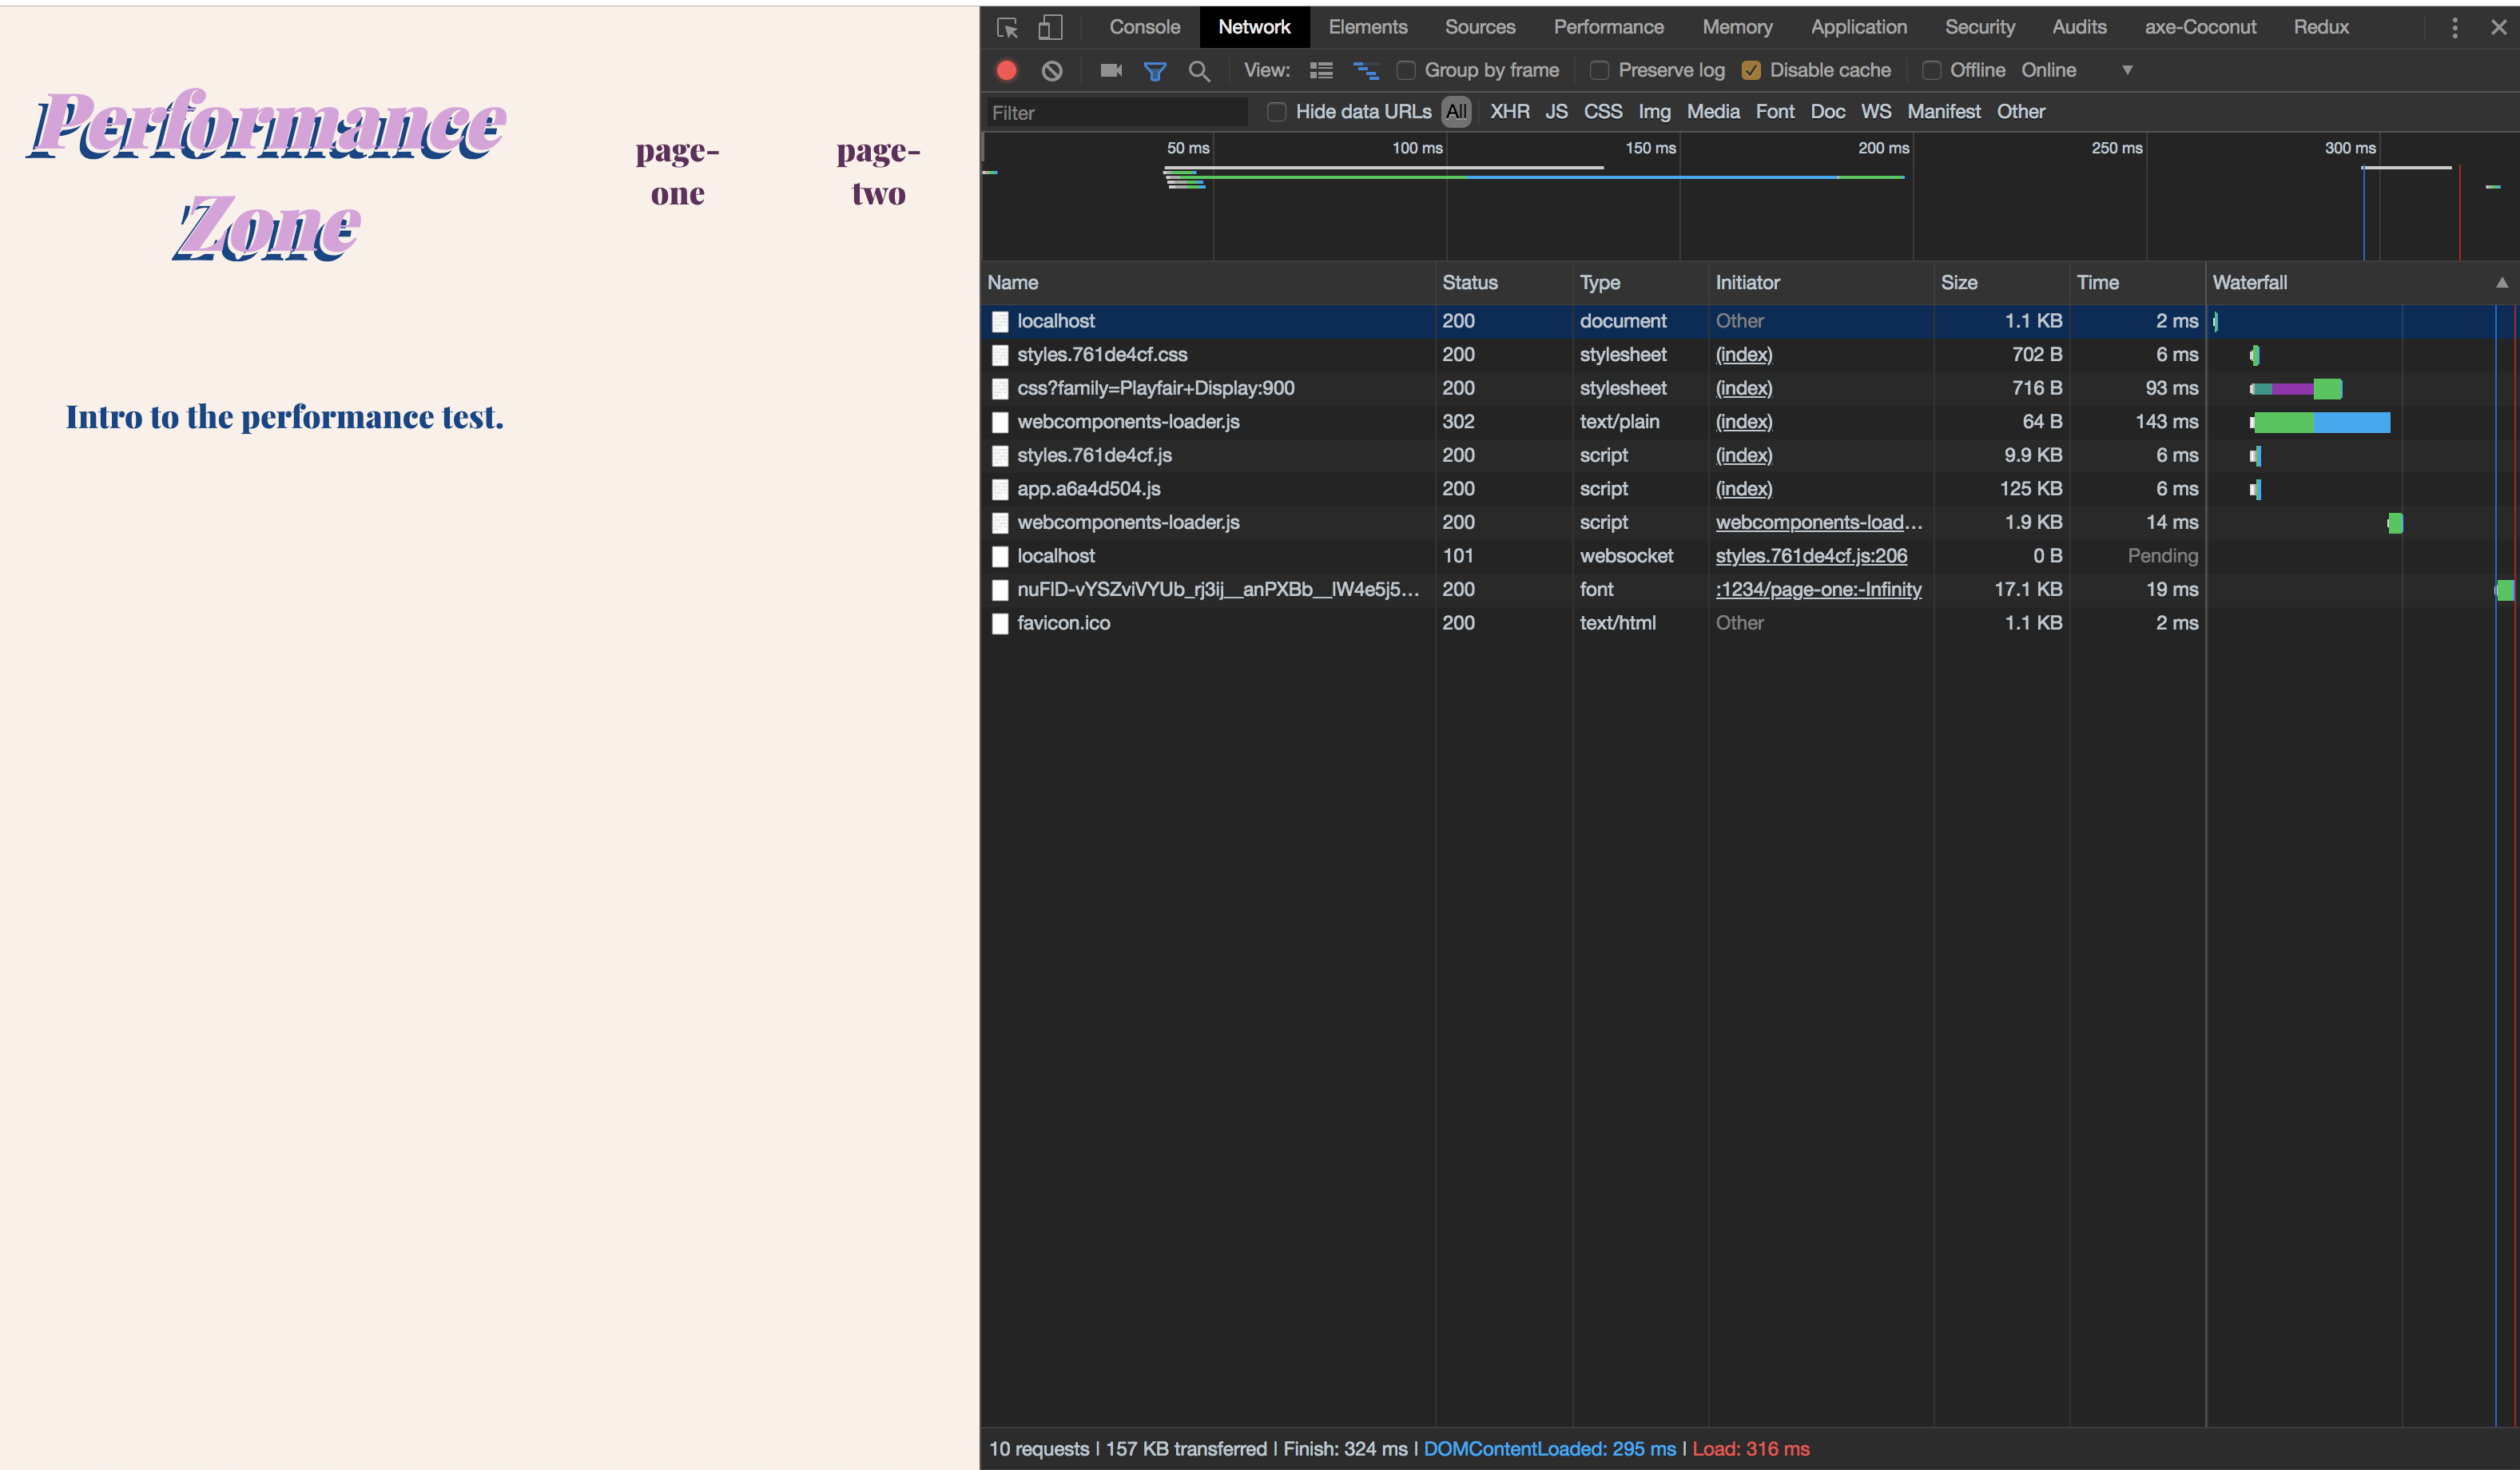 Performance
Zone
page-
one
page-
two
Intro to the performance test.
Console Network Elements Sources Performance Memory Application Security Audits axe-Coconut Redux
View: Group by frame Preserve log Disable cache Offline Online
Filter Hide data URLs All XHR JS CSS Img Media Font Doc WS Manifest Other
50 ms 100 ms 150 ms 200 ms 250 ms 300 ms
Name Status Type Initiator Size Time Waterfall
localhost 200 document Other 1.1 KB 2 ms
styles.761de4cf.css 200 stylesheet (index) 702 B 6 ms
css?family=Playfair+Display:900 200 stylesheet (index) 716 B 93 ms
webcomponents-loader.js 302 text/plain (index) 64 B 143 ms
styles.761de4cf.js 200 script (index) 9.9 KB 6 ms
app.a6a4d504.js 200 script (index) 125 KB 6 ms
webcomponents-loader.js 200 script webcomponents-load… 1.9 KB 14 ms
localhost 101 websocket styles.761de4cf.js:206 0 B Pending
nuFlD-vYSZviVYUb_rj3ij__anPXBb__lW4e5j5… 200 font :1234/page-one:-Infinity 17.1 KB 19 ms
favicon.ico 200 text/html Other 1.1 KB 2 ms
10 requests | 157 KB transferred | Finish: 324 ms | DOMContentLoaded: 295 ms | Load: 316 ms